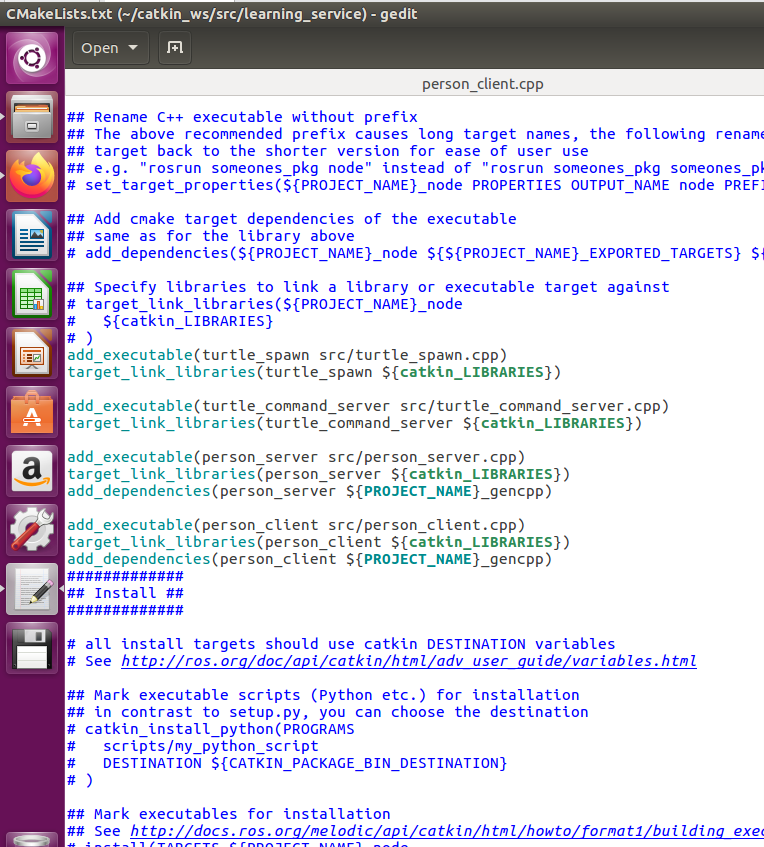 CMakeLists.txt (~/catkin_ws/src/learning_service) - gedit
Open
person_client.cpp
## Rename C++ executable without prefix
## The above recommended prefix causes long target names, the following rename
## target back to the shorter version for ease of user use
## e.g. "rosrun someones_pkg node" instead of "rosrun someones_pkg someones_pk
# set_target_properties(${PROJECT_NAME}_node PROPERTIES OUTPUT_NAME node PREFI
## Add cmake target dependencies of the executable
## same as for the library above
# add_dependencies(${PROJECT_NAME}_node ${${PROJECT_NAME}_EXPORTED_TARGETS} ${
## Specify libraries to link a library or executable target against
# target_link_libraries(${PROJECT_NAME}_node
#   ${catkin_LIBRARIES}
# )
add_executable(turtle_spawn src/turtle_spawn.cpp)
target_link_libraries(turtle_spawn ${catkin_LIBRARIES})
add_executable(turtle_command_server src/turtle_command_server.cpp)
target_link_libraries(turtle_command_server ${catkin_LIBRARIES})
add_executable(person_server src/person_server.cpp)
target_link_libraries(person_server ${catkin_LIBRARIES})
add_dependencies(person_server ${PROJECT_NAME}_gencpp)
add_executable(person_client src/person_client.cpp)
target_link_libraries(person_client ${catkin_LIBRARIES})
add_dependencies(person_client ${PROJECT_NAME}_gencpp)
#############
## Install ##
#############
# all install targets should use catkin DESTINATION variables
# See http://ros.org/doc/api/catkin/html/adv_user_guide/variables.html
## Mark executable scripts (Python etc.) for installation
## in contrast to setup.py, you can choose the destination
# catkin_install_python(PROGRAMS
#   scripts/my_python_script
#   DESTINATION ${CATKIN_PACKAGE_BIN_DESTINATION}
# )
## Mark executables for installation
## See http://docs.ros.org/melodic/api/catkin/html/howto/format1/building_exec
# install(TARGETS ${PROJECT_NAME}_node